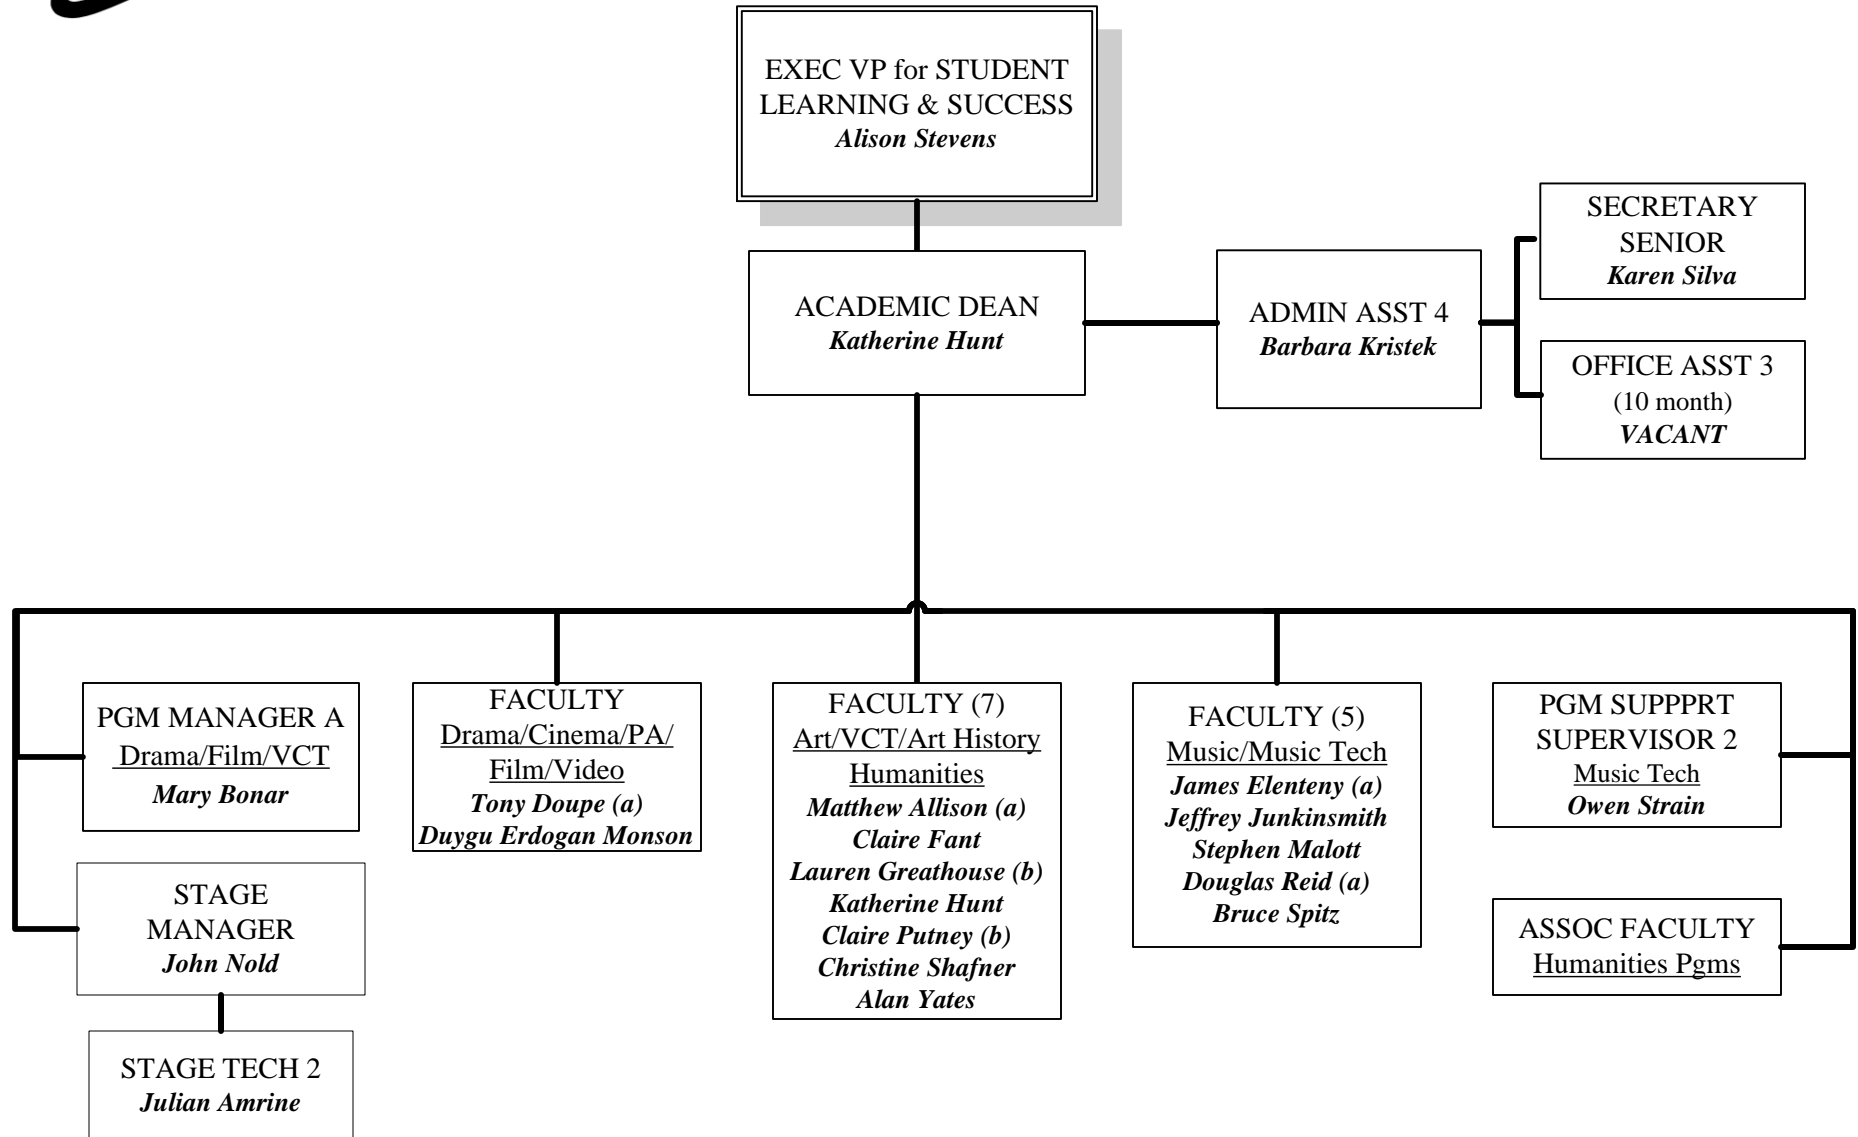 EXEC VP for STUDENT
LEARNING & SUCCESS
Alison Stevens
ACADEMIC DEAN
Katherine Hunt
ADMIN ASST 4
Barbara Kristek
SECRETARY
SENIOR
Karen Silva
OFFICE ASST 3
(10 month)
VACANT
PGM MANAGER A
Drama/Film/VCT
Mary Bonar
STAGE
MANAGER
John Nold
STAGE TECH 2
Julian Amrine
FACULTY
Drama/Cinema/PA/
Film/Video
Tony Doupe (a)
Duygu Erdogan Monson
FACULTY (7)
Art/VCT/Art History
Humanities
Matthew Allison (a)
Claire Fant
Lauren Greathouse (b)
Katherine Hunt
Claire Putney (b)
Christine Shafner
Alan Yates
FACULTY (5)
Music/Music Tech
James Elenteny (a)
Jeffrey Junkinsmith
Stephen Malott
Douglas Reid (a)
Bruce Spitz
PGM SUPPPRT
SUPERVISOR 2
Music Tech
Owen Strain
ASSOC FACULTY
Humanities Pgms